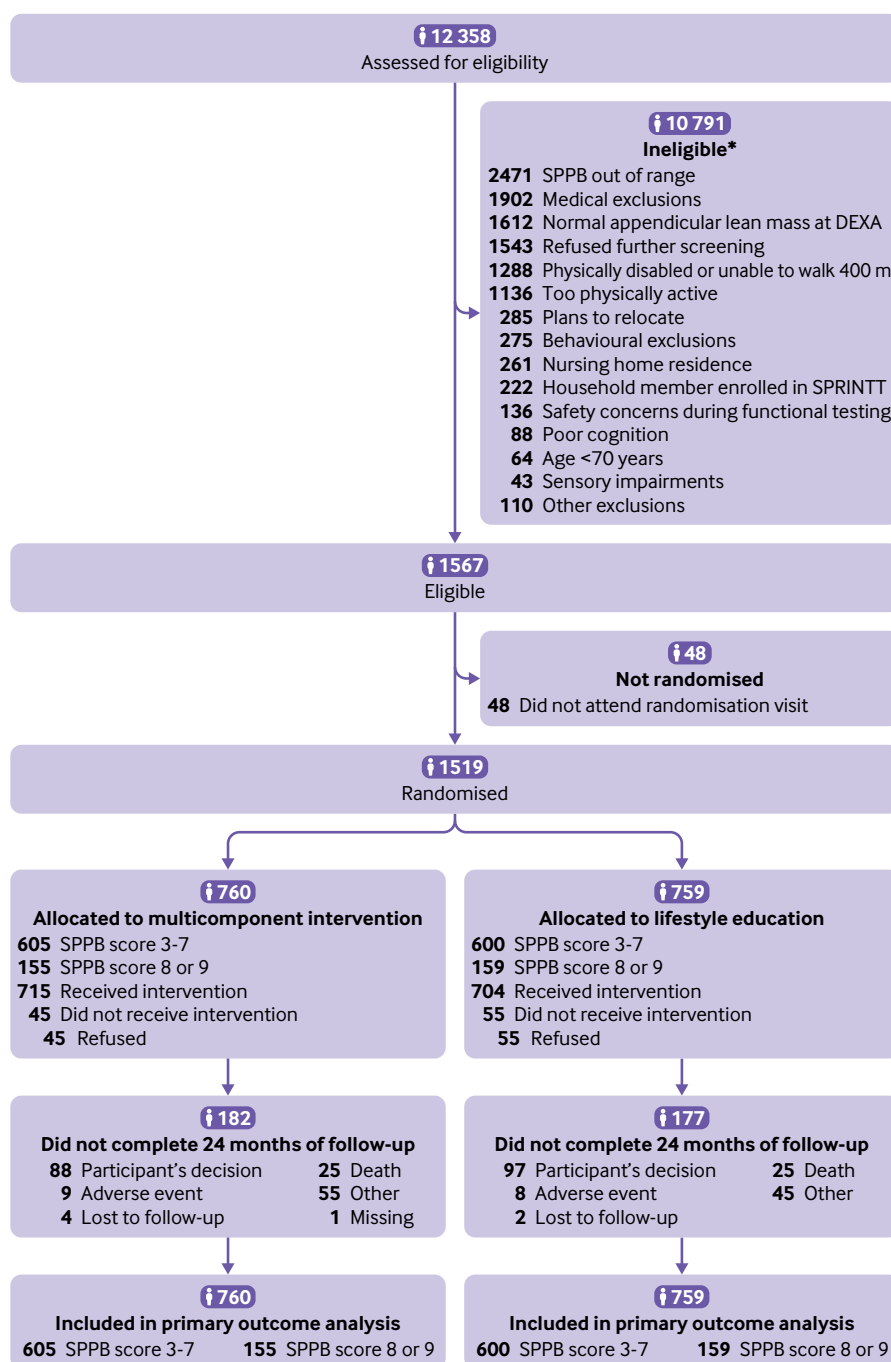 12 358
Assessed for eligibility
10 791
Ineligible*
2471 SPPB out of range
1902 Medical exclusions
1612 Normal appendicular lean mass at DEXA
1543 Refused further screening
1288 Physically disabled or unable to walk 400 m
1136 Too physically active
285 Plans to relocate
275 Behavioural exclusions
261 Nursing home residence
222 Household member enrolled in SPRINTT
136 Safety concerns during functional testing
88 Poor cognition
64 Age <70 years
43 Sensory impairments
110 Other exclusions
1567
Eligible
48
Not randomised
48 Did not attend randomisation visit
1519
Randomised
760
Allocated to multicomponent intervention
605 SPPB score 3-7
155 SPPB score 8 or 9
715 Received intervention
45 Did not receive intervention
45 Refused
759
Allocated to lifestyle education
600 SPPB score 3-7
159 SPPB score 8 or 9
704 Received intervention
55 Did not receive intervention
55 Refused
182
Did not complete 24 months of follow-up
88 Participant's decision 25 Death
9 Adverse event 55 Other
4 Lost to follow-up 1 Missing
177
Did not complete 24 months of follow-up
97 Participant's decision 25 Death
8 Adverse event 45 Other
2 Lost to follow-up
760
Included in primary outcome analysis
605 SPPB score 3-7 155 SPPB score 8 or 9
759
Included in primary outcome analysis
600 SPPB score 3-7 159 SPPB score 8 or 9